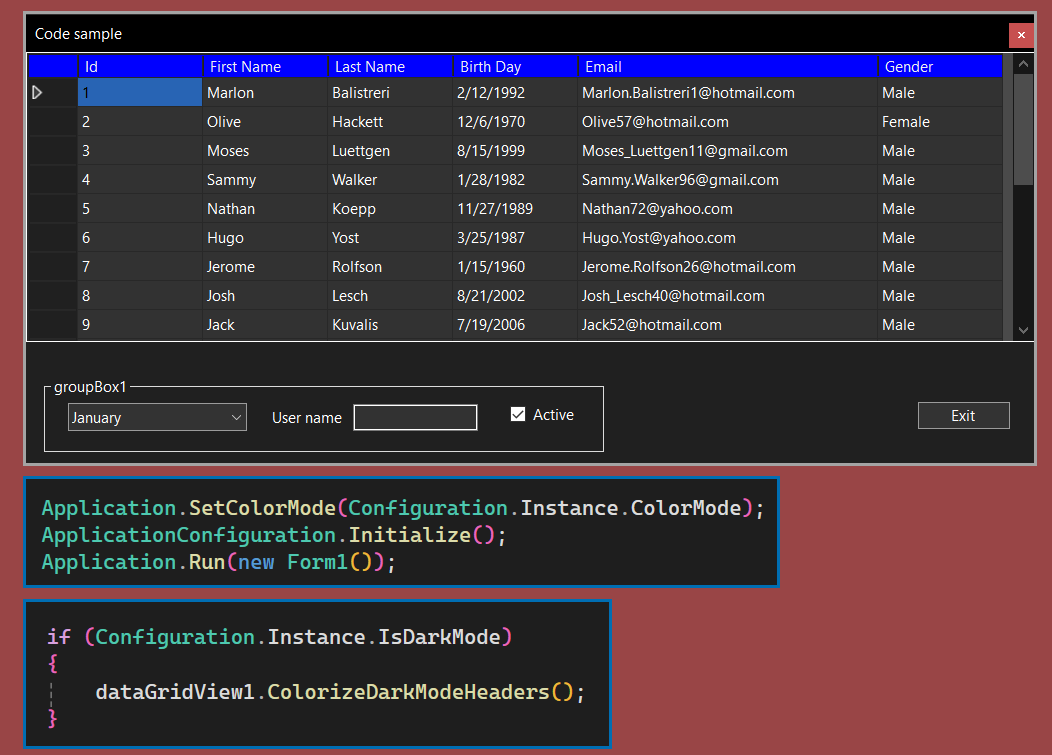 Code sample
Id First Name Last Name Birth Day Email Gender
1 Marlon Balistreri 2/12/1992 Marlon.Balistreri1@hotmail.com Male
2 Olive Hackett 12/6/1970 Olive57@hotmail.com Female
3 Moses Luettgen 8/15/1999 Moses_Luettgen11@gmail.com Male
4 Sammy Walker 1/28/1982 Sammy.Walker96@gmail.com Male
5 Nathan Koepp 11/27/1989 Nathan72@yahoo.com Male
6 Hugo Yost 3/25/1987 Hugo.Yost@yahoo.com Male
7 Jerome Rolfson 1/15/1960 Jerome.Rolfson26@hotmail.com Male
8 Josh Lesch 8/21/2002 Josh_Lesch40@hotmail.com Male
9 Jack Kuvalis 7/19/2006 Jack52@hotmail.com Male
groupBox1
January User name Active Exit
Application.SetColorMode(Configuration.Instance.ColorMode);
ApplicationConfiguration.Initialize();
Application.Run(new Form1());
if (Configuration.Instance.IsDarkMode)
{
dataGridView1.ColorizeDarkModeHeaders();
}